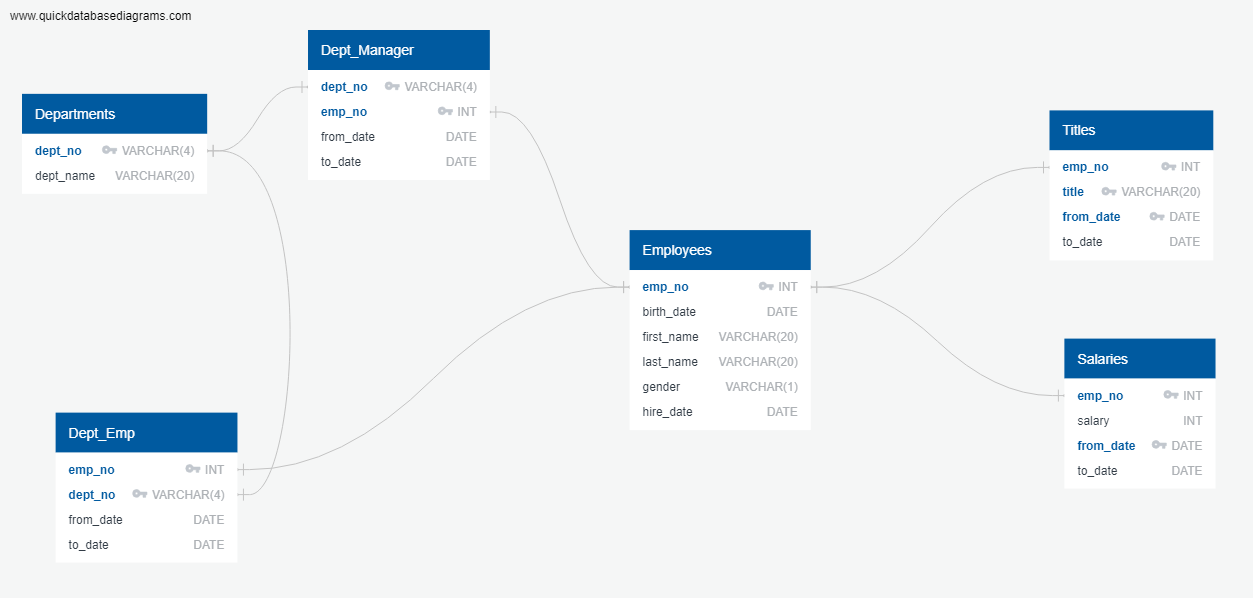 www.quickdatabasediagrams.com
Dept_Manager
dept_no VARCHAR(4)
emp_no INT
from_date DATE
to_date DATE
Departments
dept_no VARCHAR(4)
dept_name VARCHAR(20)
Titles
emp_no INT
title VARCHAR(20)
from_date DATE
to_date DATE
Employees
emp_no INT
birth_date DATE
first_name VARCHAR(20)
last_name VARCHAR(20)
gender VARCHAR(1)
hire_date DATE
Salaries
emp_no INT
salary INT
from_date DATE
to_date DATE
Dept_Emp
emp_no INT
dept_no VARCHAR(4)
from_date DATE
to_date DATE